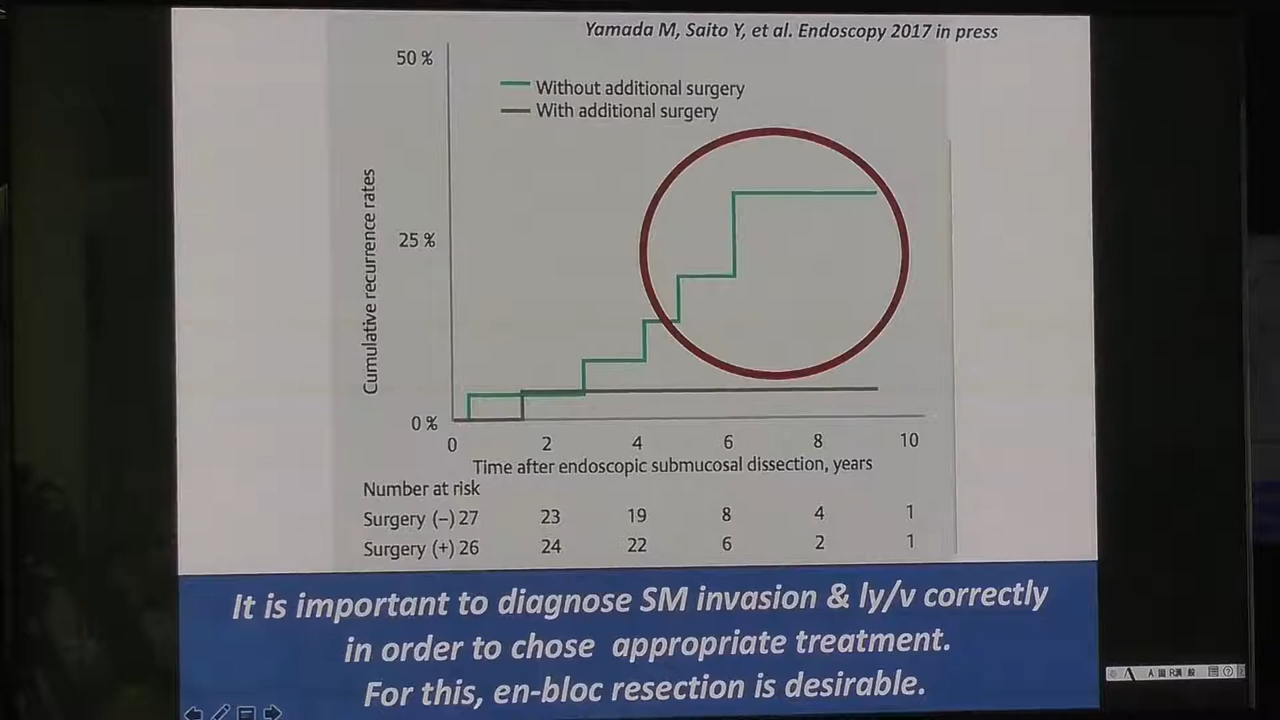 Yamada M, Saito Y, et al. Endoscopy 2017 in press
50 %
Without additional surgery
With additional surgery
Cumulative recurrence rates
25 %
0 %
0 2 4 6 8 10
Time after endoscopic submucosal dissection, years
Number at risk
Surgery (−) 27 23 19 8 4 1
Surgery (+) 26 24 22 6 2 1
It is important to diagnose SM invasion & ly/v correctly
in order to chose appropriate treatment.
For this, en-bloc resection is desirable.